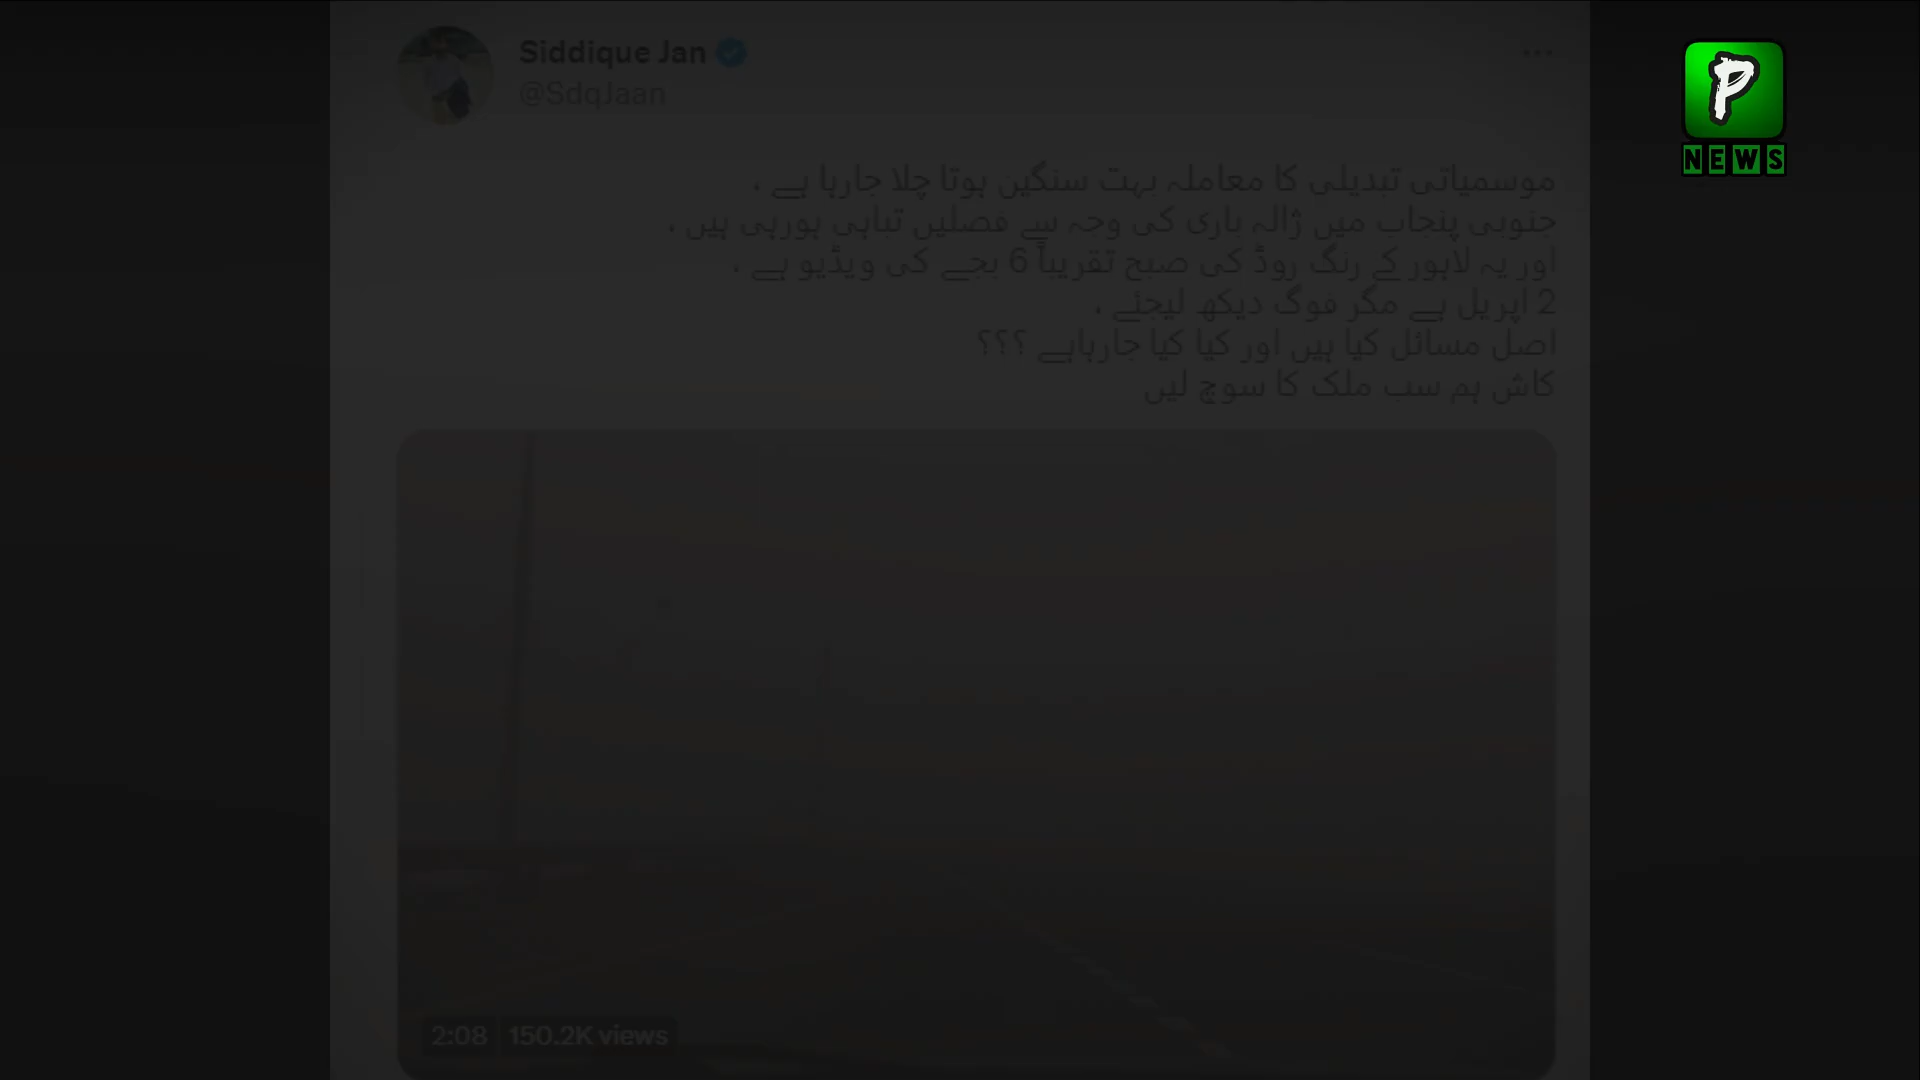 Siddique Jan
@SdqJaan
موسمیاتی تبدیلی کا معاملہ بہت سنگین ہوتا چلا جارہا ہے ،
جنوبی پنجاب میں ژالہ باری کی وجہ سے فصلیں تباہی ہورہی ہیں ،
اور یہ لاہور کے رنگ روڈ کی صبح تقریباً 6 بجے کی ویڈیو ہے ،
2 اپریل ہے مگر فوگ دیکھ لیجئے ،
اصل مسائل کیا ہیں اور کیا کیا جارہاہے ؟؟؟
کاش ہم سب ملک کا سوچ لیں
2:08 150.2K views
P
NEWS